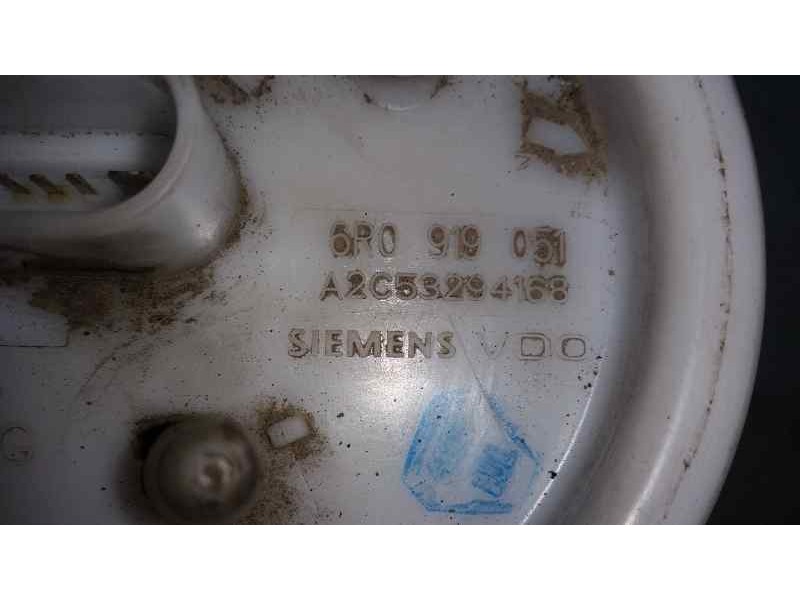 6R0 919 051
A2C53294168
SIEMENS VDO
G